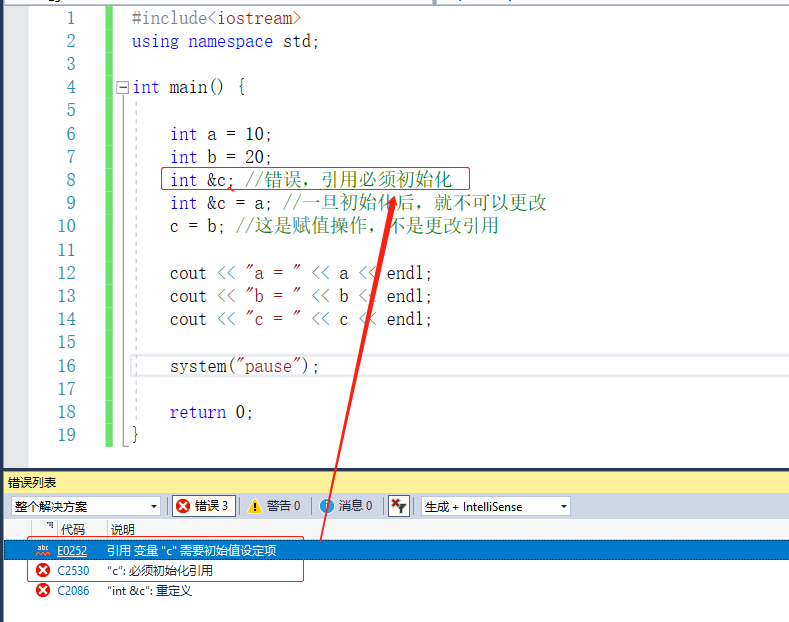 1 #include<iostream>
2 using namespace std;
3
4 int main() {
5
6 int a = 10;
7 int b = 20;
8 int &c; //错误，引用必须初始化
9 int &c = a; //一旦初始化后，就不可以更改
10 c = b; //这是赋值操作，不是更改引用
11
12 cout << "a = " << a << endl;
13 cout << "b = " << b << endl;
14 cout << "c = " << c << endl;
15
16 system("pause");
17
18 return 0;
19 }
错误列表
整个解决方案 错误 3 警告 0 消息 0 生成 + IntelliSense
代码 说明
abc E0252 引用 变量 "c" 需要初始值设定项
C2530 "c": 必须初始化引用
C2086 "int &c": 重定义